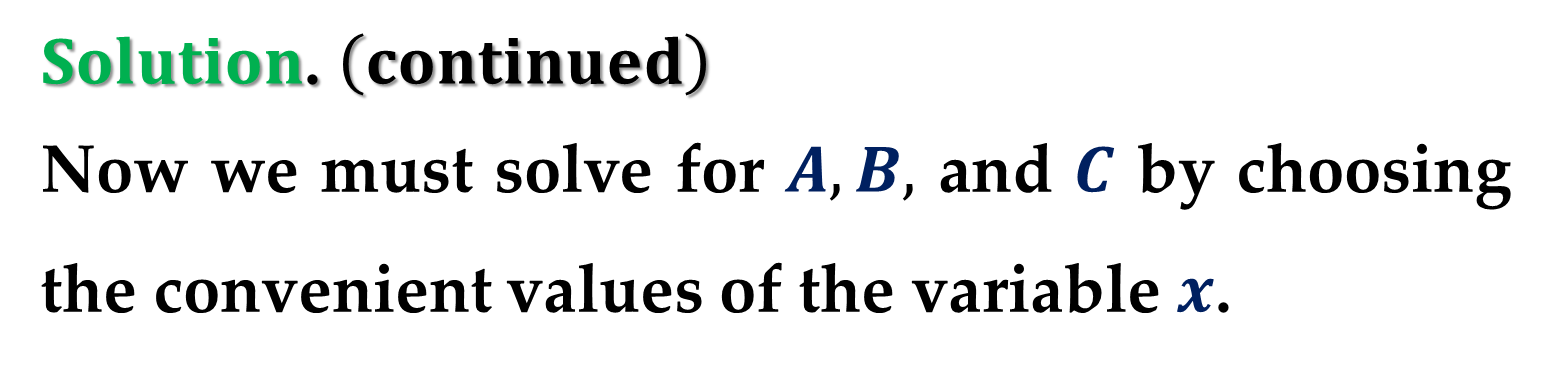 Solution. (continued)
Now we must solve for A, B, and C by choosing
the convenient values of the variable x.